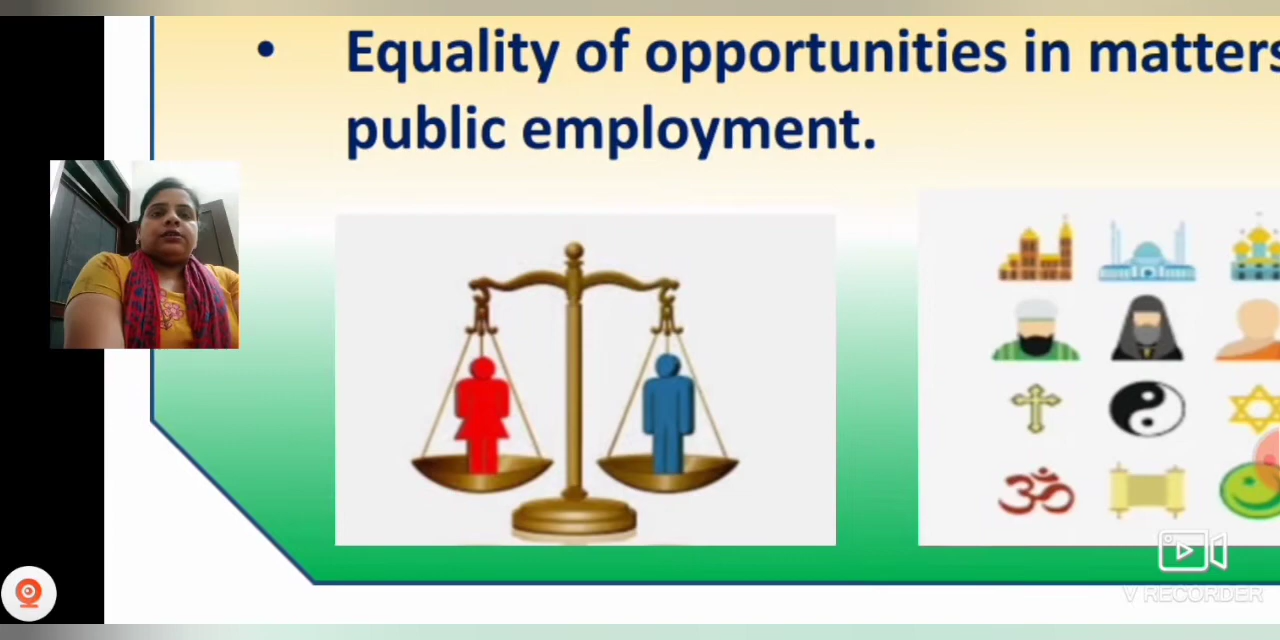 • Equality of opportunities in matters
public employment.
V RECORDER